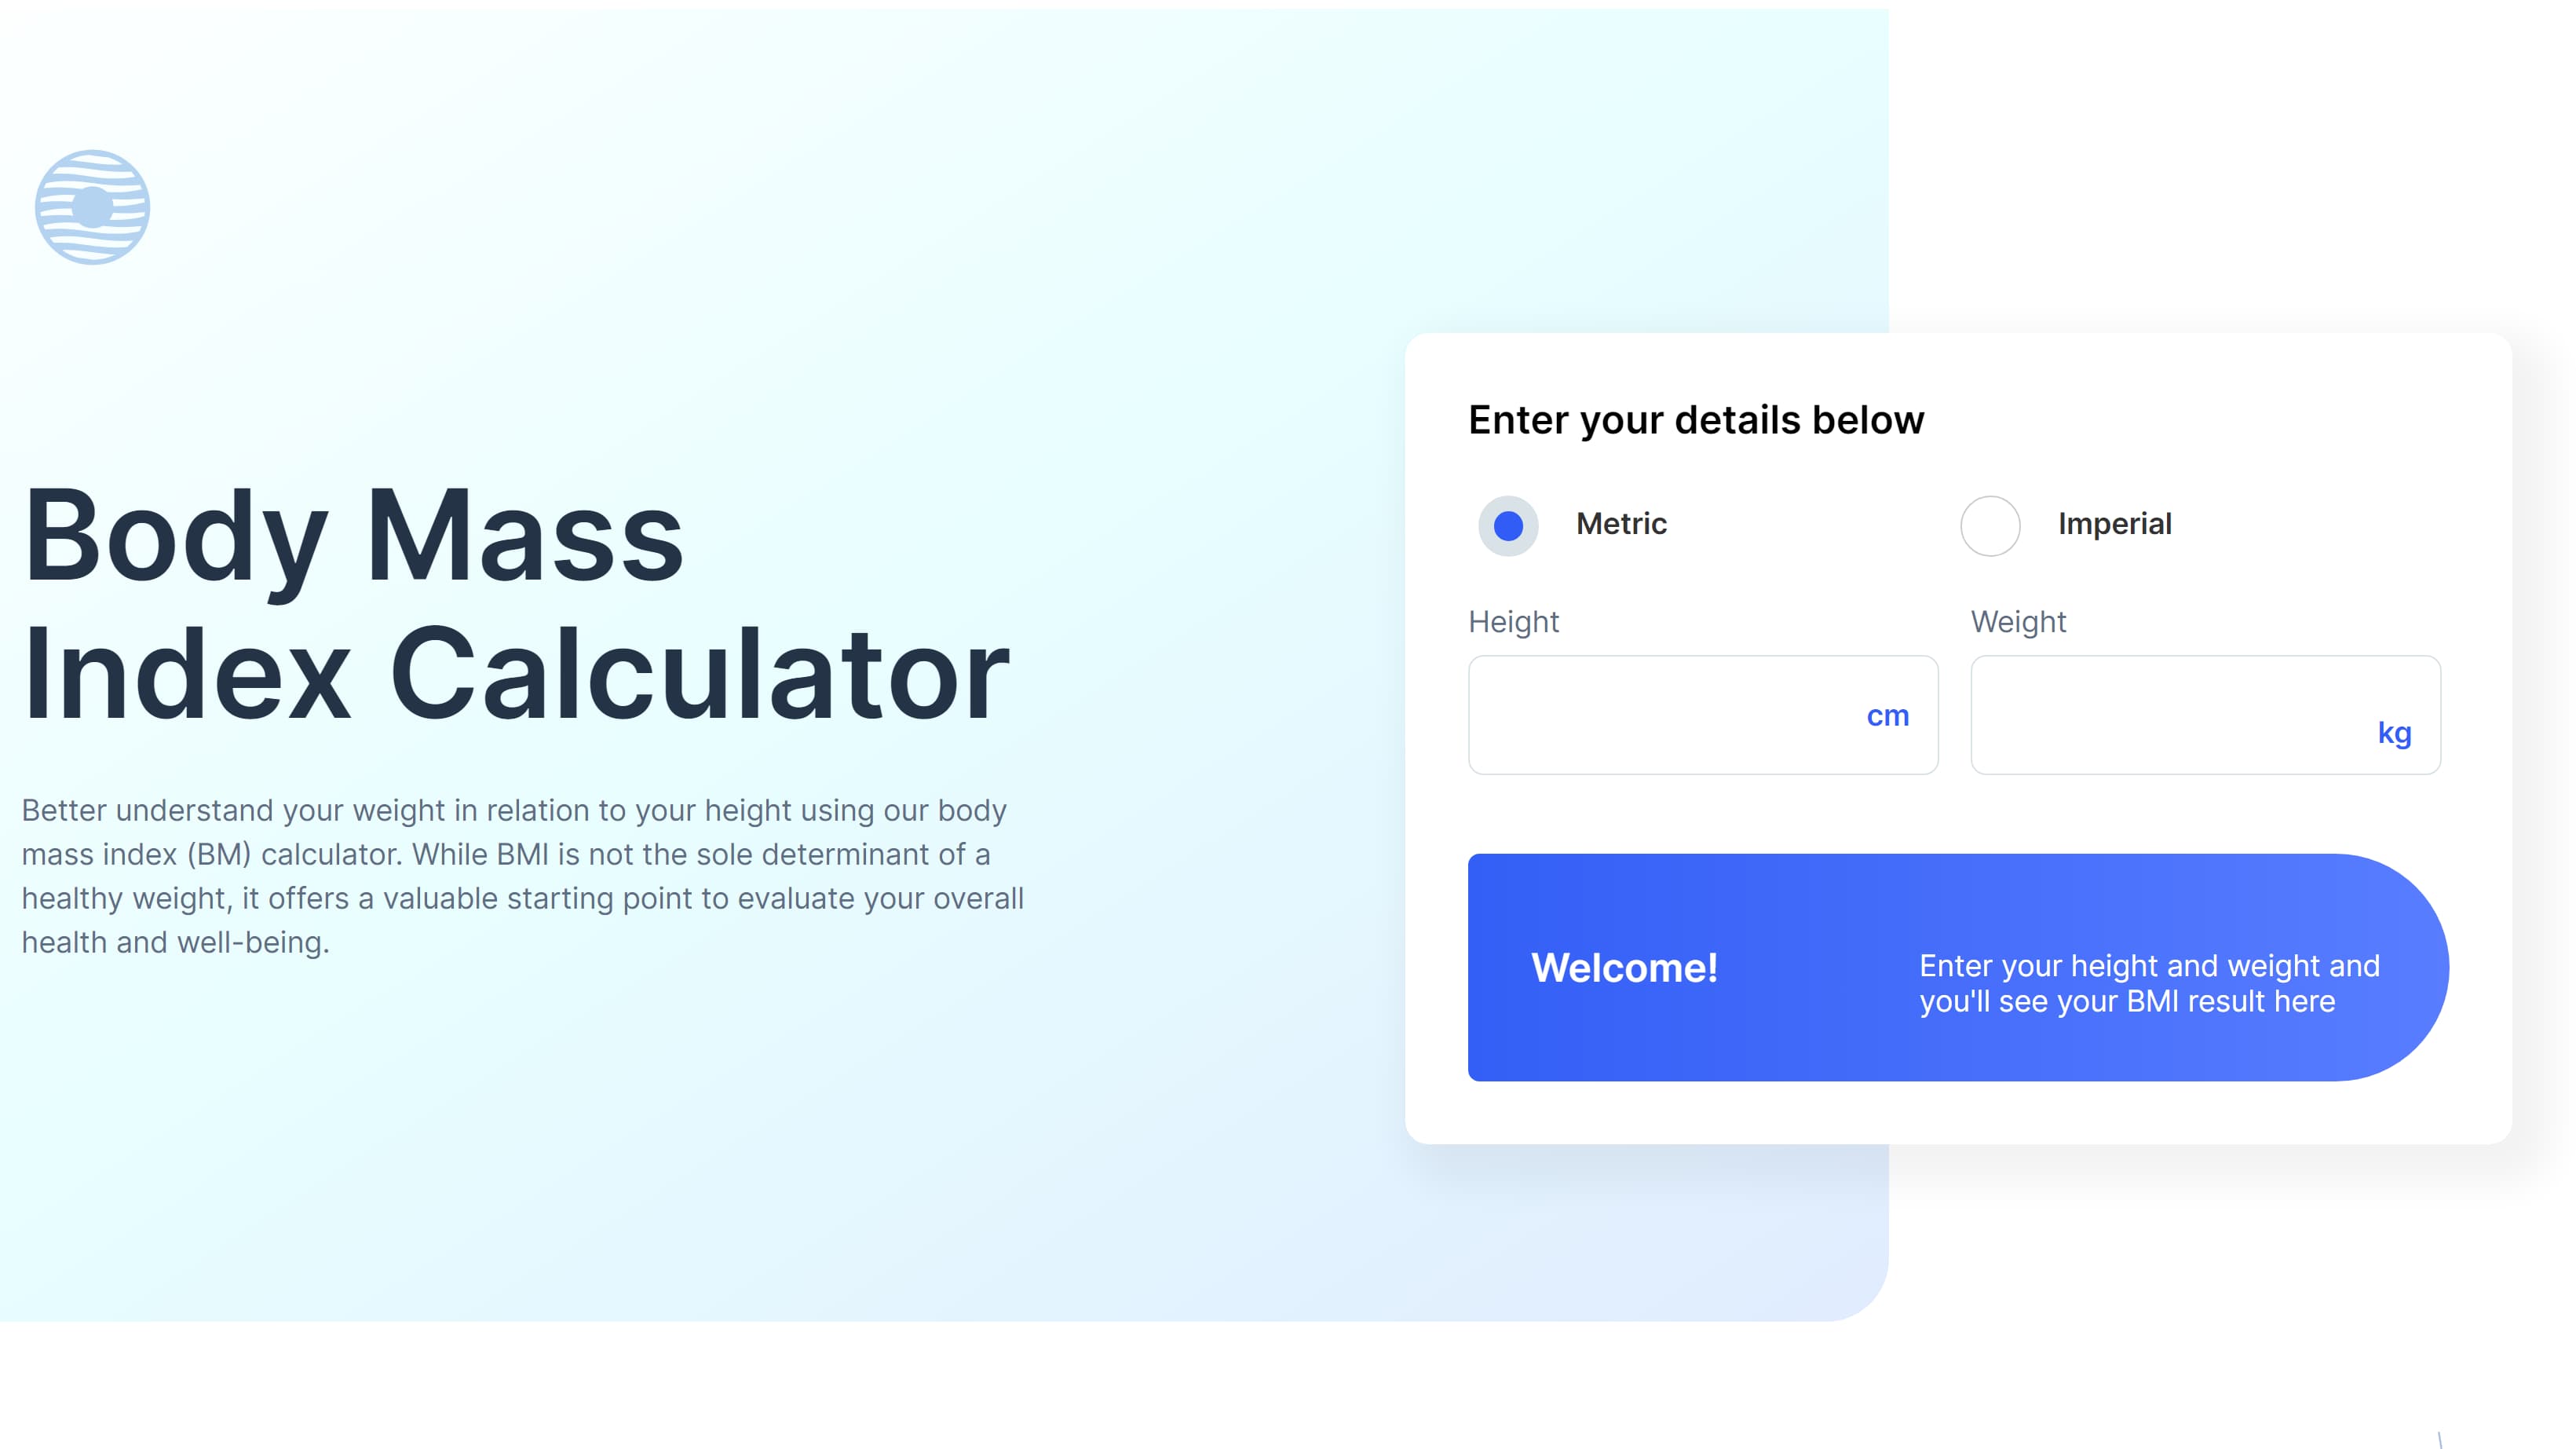 Body Mass
Index Calculator
Better understand your weight in relation to your height using our body
mass index (BM) calculator. While BMI is not the sole determinant of a
healthy weight, it offers a valuable starting point to evaluate your overall
health and well-being.
Enter your details below
Metric
Imperial
Height
Weight
cm
kg
Welcome!
Enter your height and weight and
you'll see your BMI result here